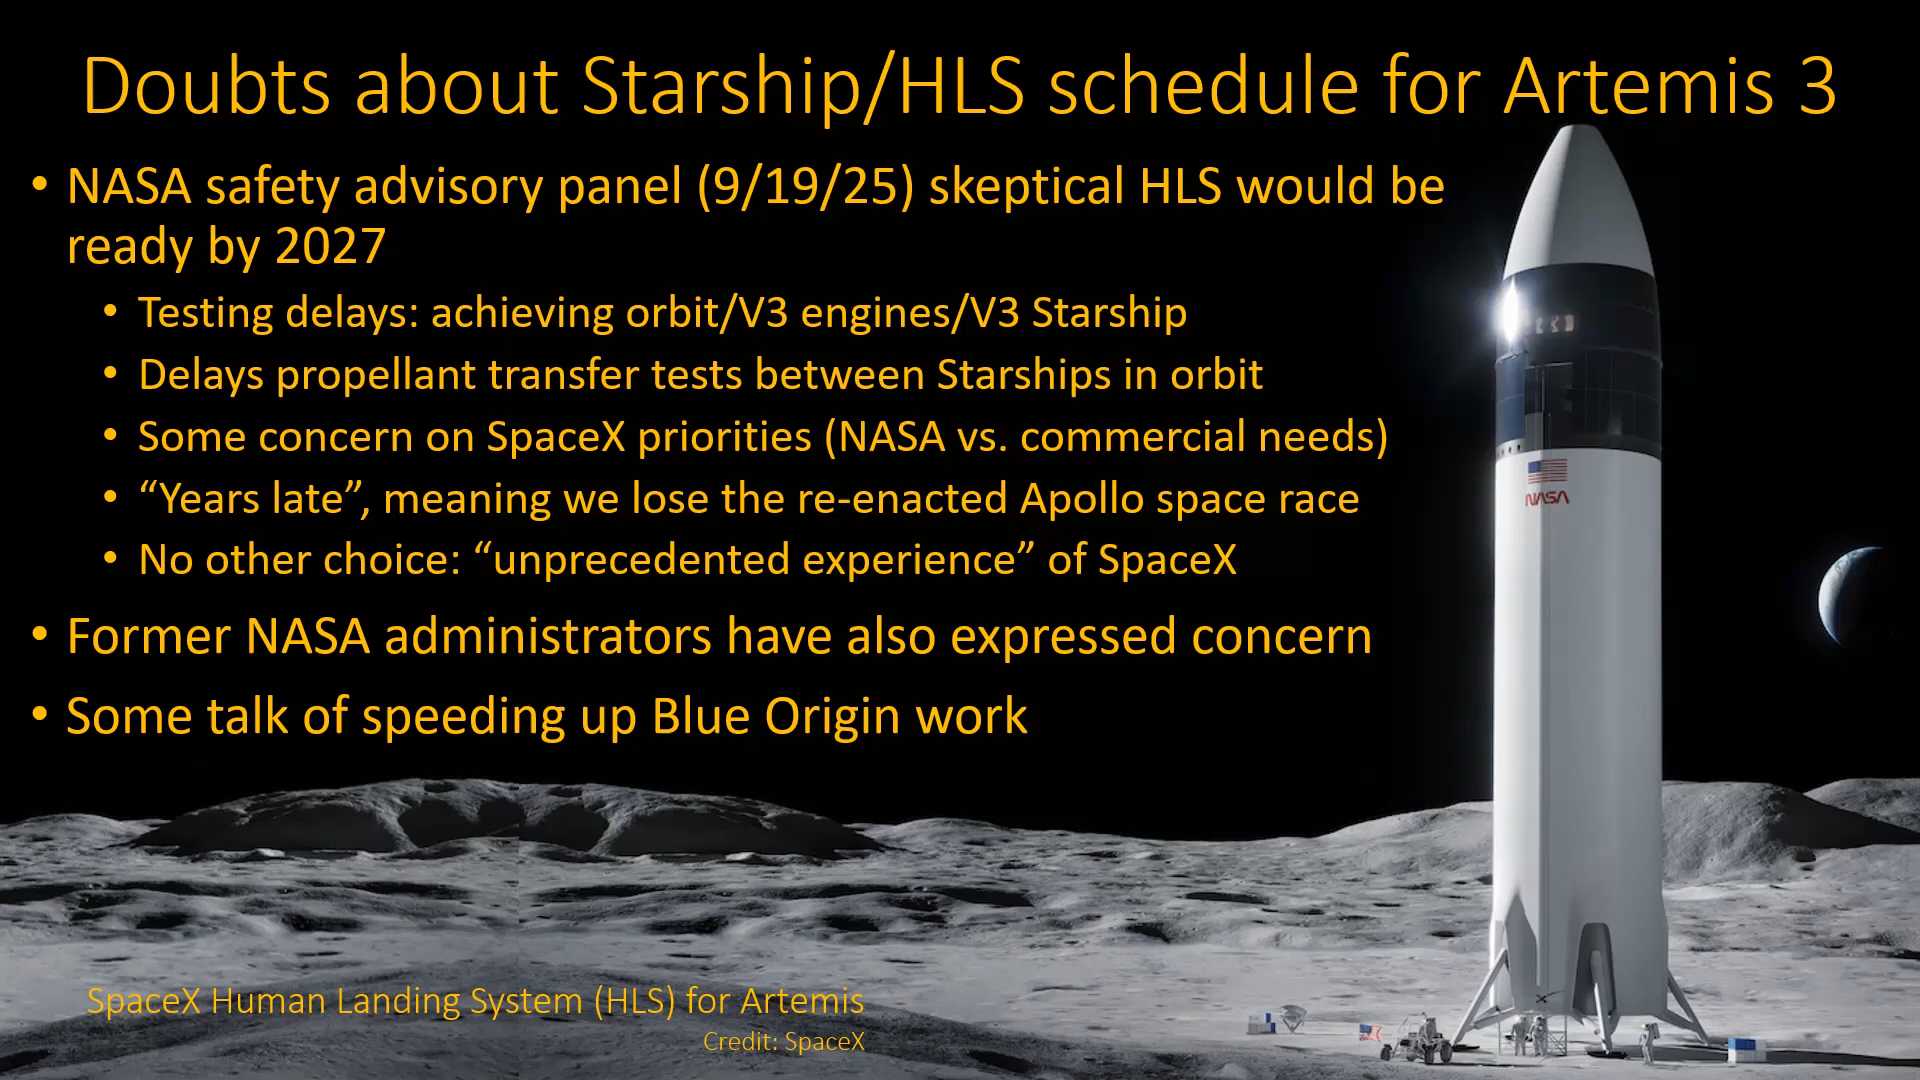 Doubts about Starship/HLS schedule for Artemis 3
• NASA safety advisory panel (9/19/25) skeptical HLS would be
ready by 2027
• Testing delays: achieving orbit/V3 engines/V3 Starship
• Delays propellant transfer tests between Starships in orbit
• Some concern on SpaceX priorities (NASA vs. commercial needs)
• “Years late”, meaning we lose the re-enacted Apollo space race
• No other choice: “unprecedented experience” of SpaceX
• Former NASA administrators have also expressed concern
• Some talk of speeding up Blue Origin work
NASA
SpaceX Human Landing System (HLS) for Artemis
Credit: SpaceX